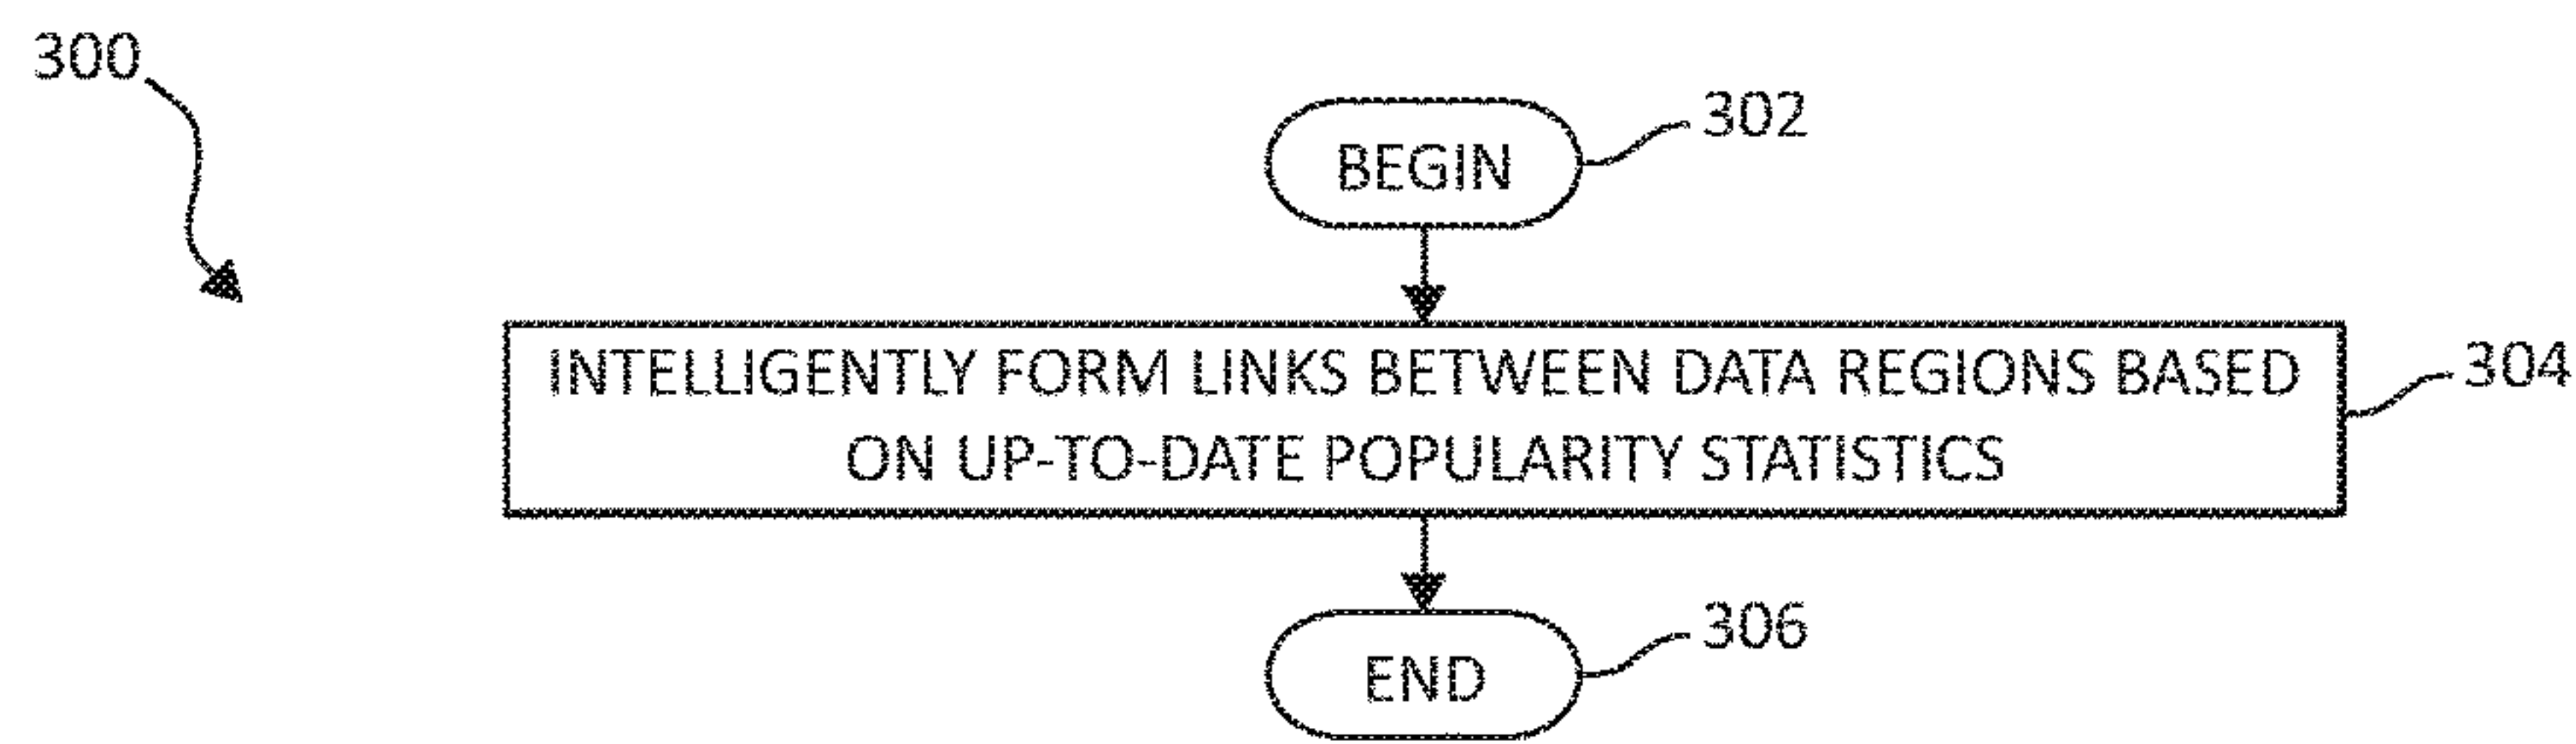 300
302
BEGIN
INTELLIGENTLY FORM LINKS BETWEEN DATA REGIONS BASED
ON UP-TO-DATE POPULARITY STATISTICS
304
306
END